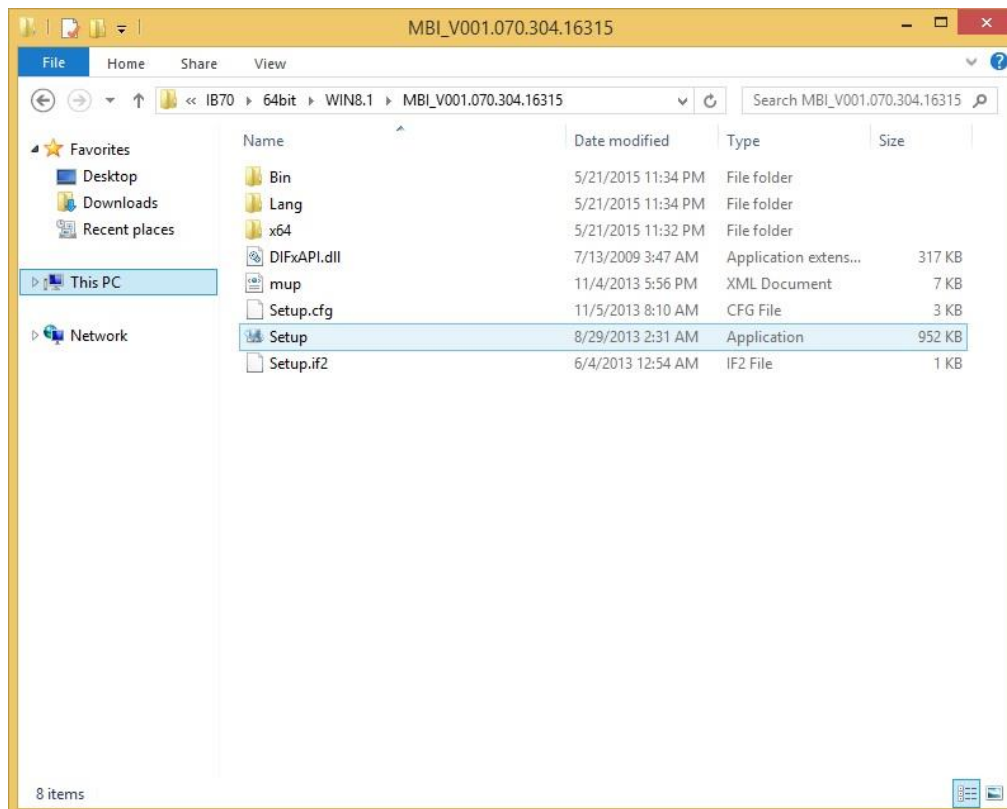 MBI_V001.070.304.16315
File Home Share View
« IB70 64bit WIN8.1 MBI_V001.070.304.16315 Search MBI_V001.070.304.16315
Name Date modified Type Size
Favorites
Desktop
Downloads
Recent places
This PC
Network
Bin 5/21/2015 11:34 PM File folder
Lang 5/21/2015 11:34 PM File folder
x64 5/21/2015 11:32 PM File folder
DIFxAPI.dll 7/13/2009 3:47 AM Application extens... 317 KB
mup 11/4/2013 5:56 PM XML Document 7 KB
Setup.cfg 11/5/2013 8:10 AM CFG File 3 KB
Setup 8/29/2013 2:31 AM Application 952 KB
Setup.if2 6/4/2013 12:54 AM IF2 File 1 KB
8 items